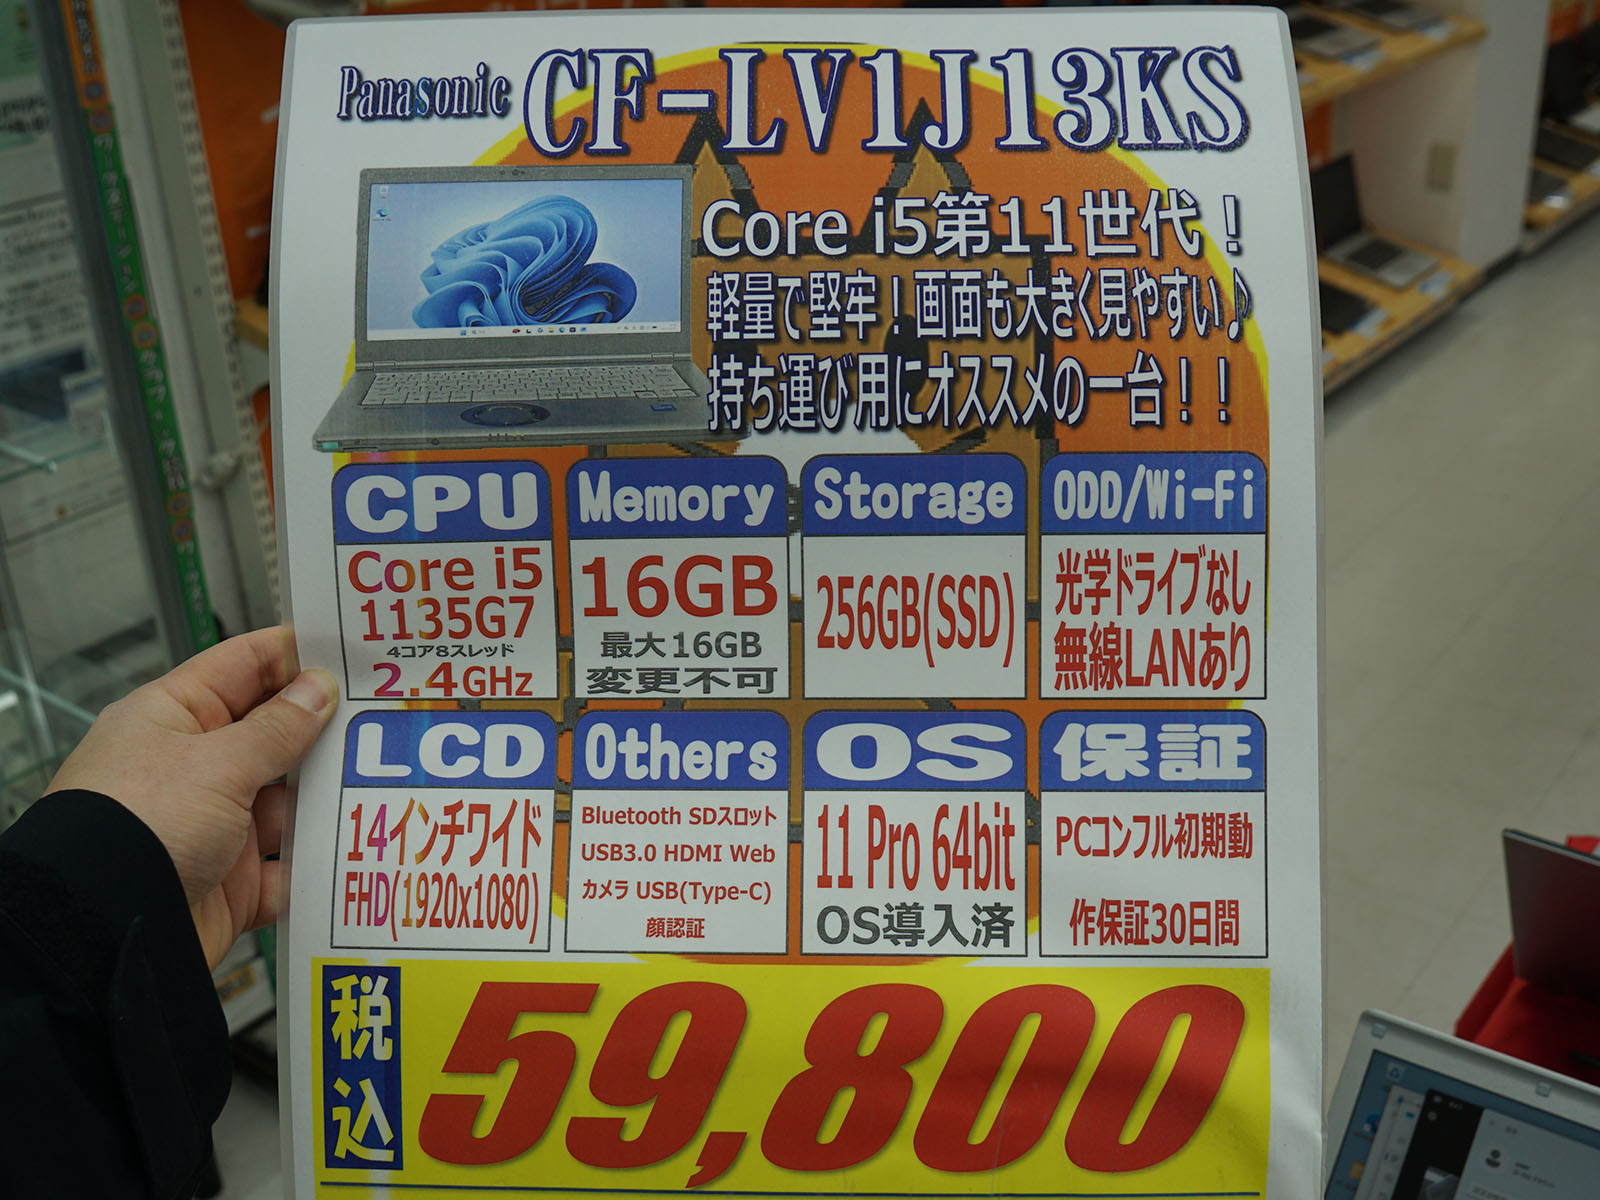 Panasonic CF-LV1J13KS
Core i5第11世代！
軽量で堅牢！画面も大きく見やすい♪
持ち運び用にオススメの一台！！
CPU
Core i5
1135G7
4コア8スレッド
2.4GHz
Memory
16GB
最大16GB
変更不可
Storage
256GB(SSD)
ODD/Wi-Fi
光学ドライブなし
無線LANあり
LCD
14インチワイド
FHD(1920x1080)
Others
Bluetooth SDスロット
USB3.0 HDMI Web
カメラ USB(Type-C)
顔認証
OS
11 Pro 64bit
OS導入済
保証
PCコンフル初期動
作保証30日間
税込
59,800